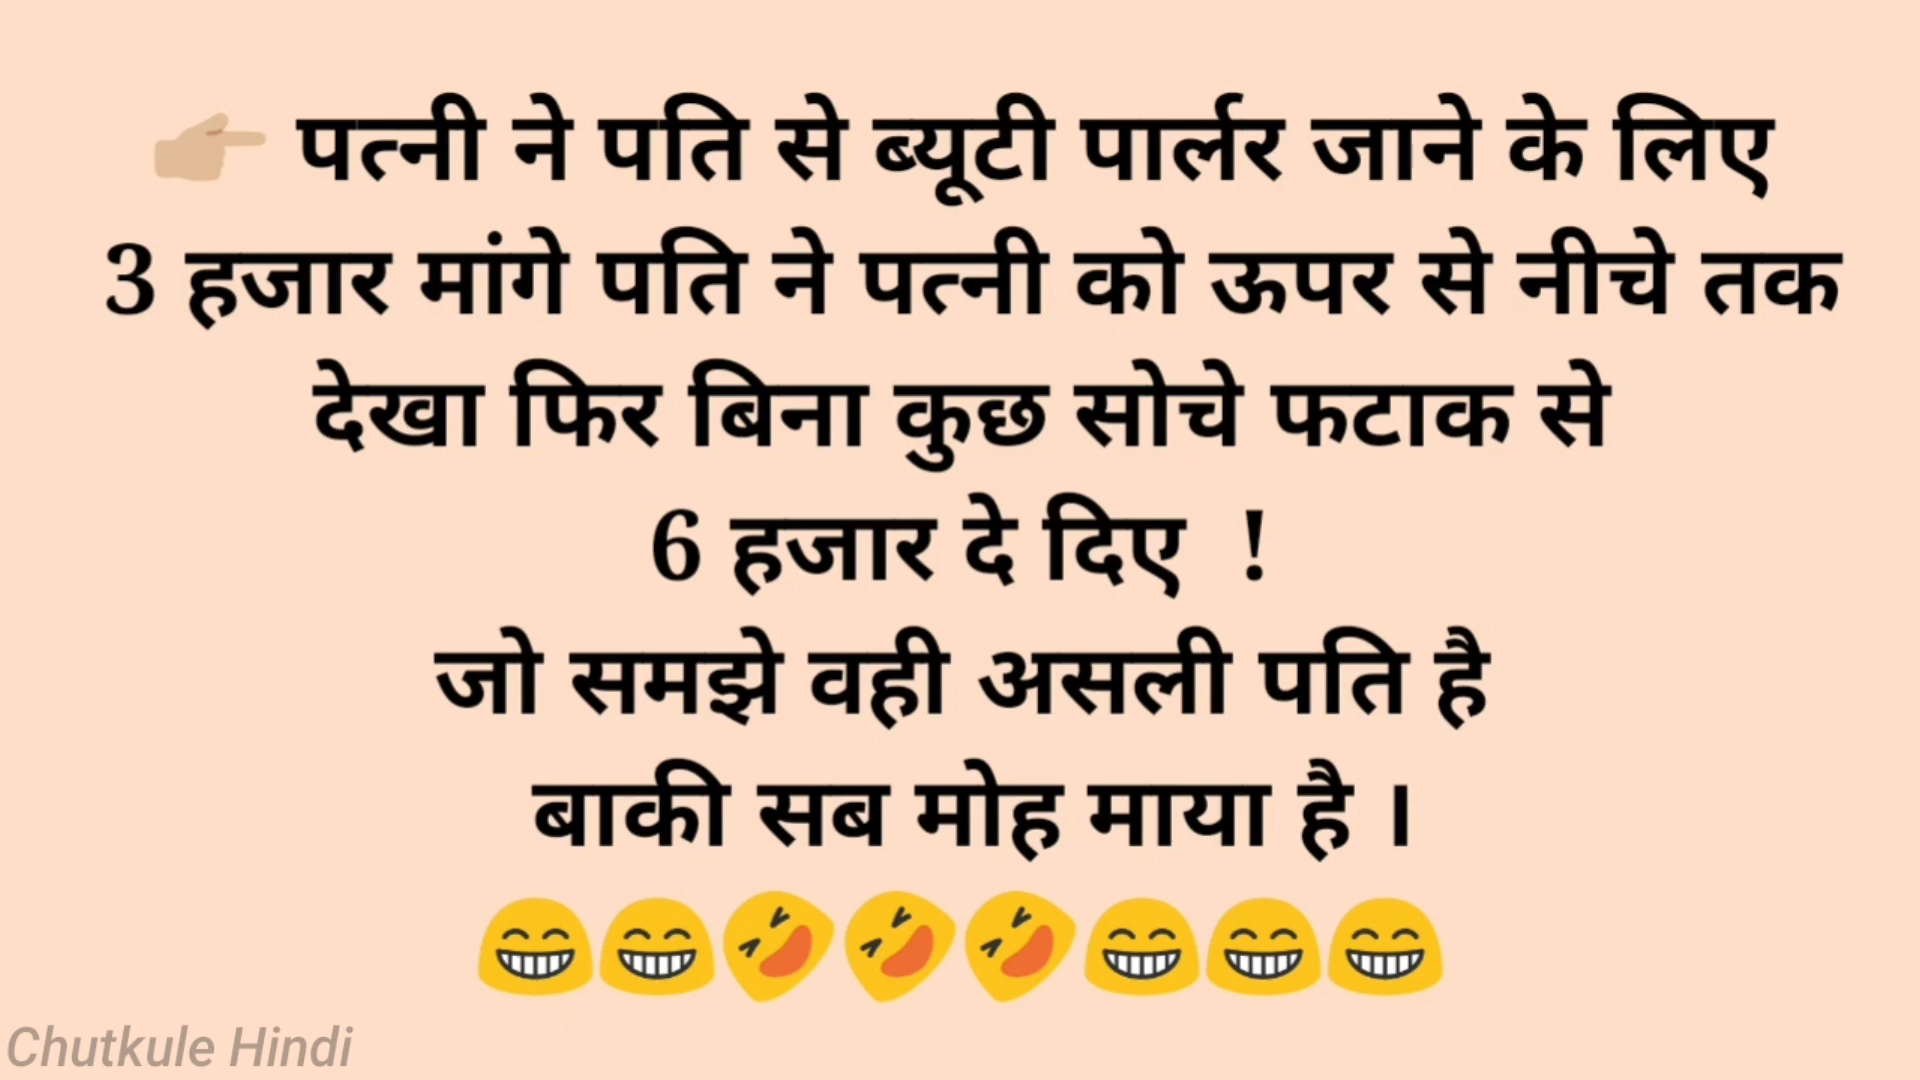 👉🏼 पत्नी ने पति से ब्यूटी पार्लर जाने के लिए
3 हजार मांगे पति ने पत्नी को ऊपर से नीचे तक
देखा फिर बिना कुछ सोचे फटाक से
6 हजार दे दिए !
जो समझे वही असली पति है
बाकी सब मोह माया है ।
😁😁🤣🤣🤣😁😁😁
Chutkule Hindi